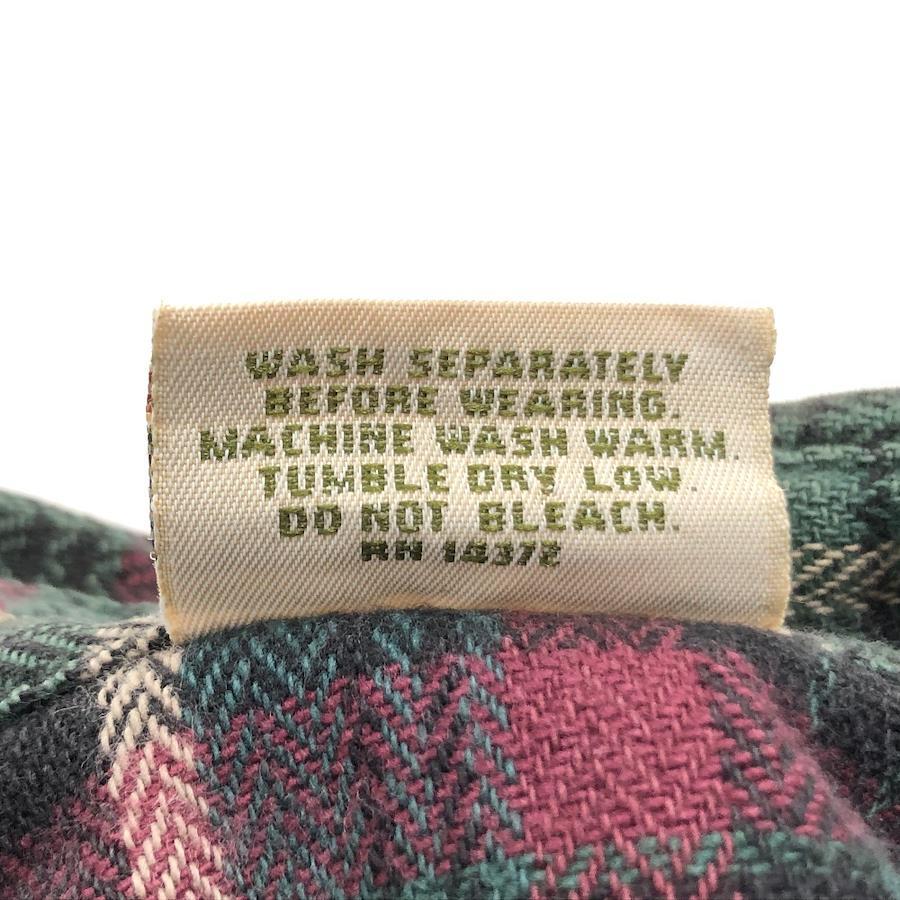 WASH SEPARATELY
BEFORE WEARING.
MACHINE WASH WARM.
TUMBLE DRY LOW.
DO NOT BLEACH.
RN 14372